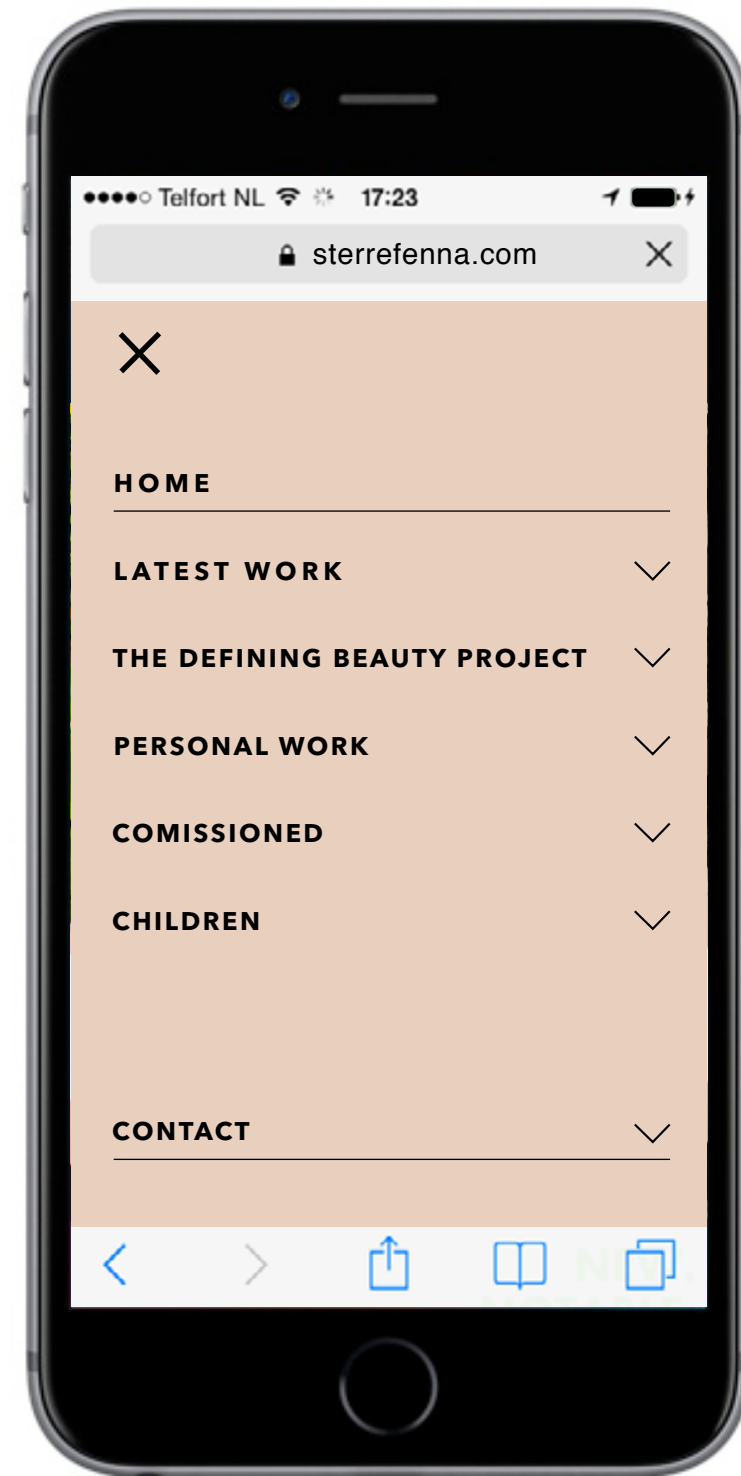 Telfort NL 17:23
sterrefenna.com
HOME
LATEST WORK
THE DEFINING BEAUTY PROJECT
PERSONAL WORK
COMISSIONED
CHILDREN
CONTACT